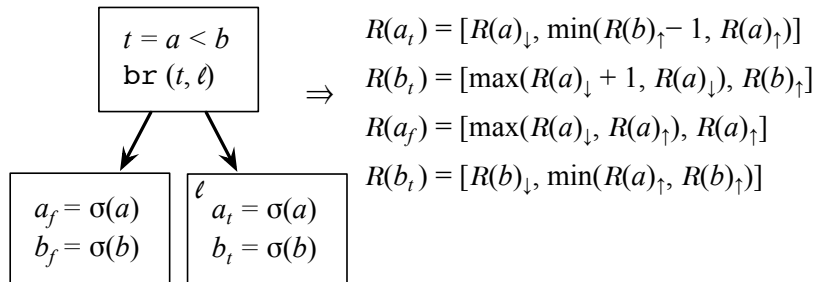 t = a < b
br (t, ℓ)
⇒
R(a_t) = [R(a)↓, min(R(b)↑ − 1, R(a)↑)]
R(b_t) = [max(R(a)↓ + 1, R(a)↓), R(b)↑]
R(a_f) = [max(R(a)↓, R(a)↑), R(a)↑]
R(b_t) = [R(b)↓, min(R(a)↑, R(b)↑)]
a_f = σ(a)
b_f = σ(b)
ℓ
a_t = σ(a)
b_t = σ(b)